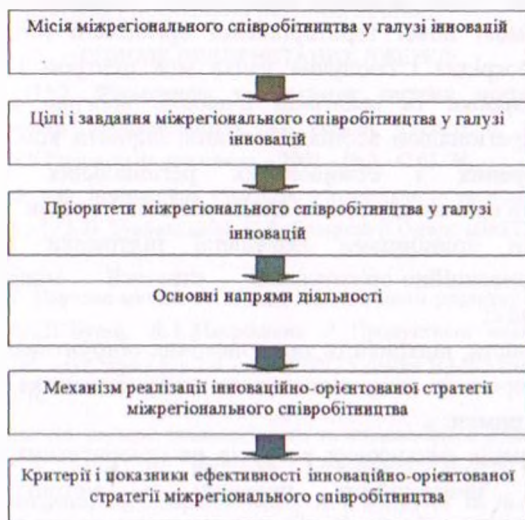 Місія міжрегіонального співробітництва у галузі інновацій
Цілі і завдання міжрегіонального співробітництва у галузі
інновацій
Пріоритети міжрегіонального співробітництва у галузі
інновацій
Основні напрями діяльності
Механізм реалізації інноваційно-орієнтованої стратегії
міжрегіонального співробітництва
Критерії і показники ефективності інноваційно-орієнтованої
стратегії міжрегіонального співробітництва